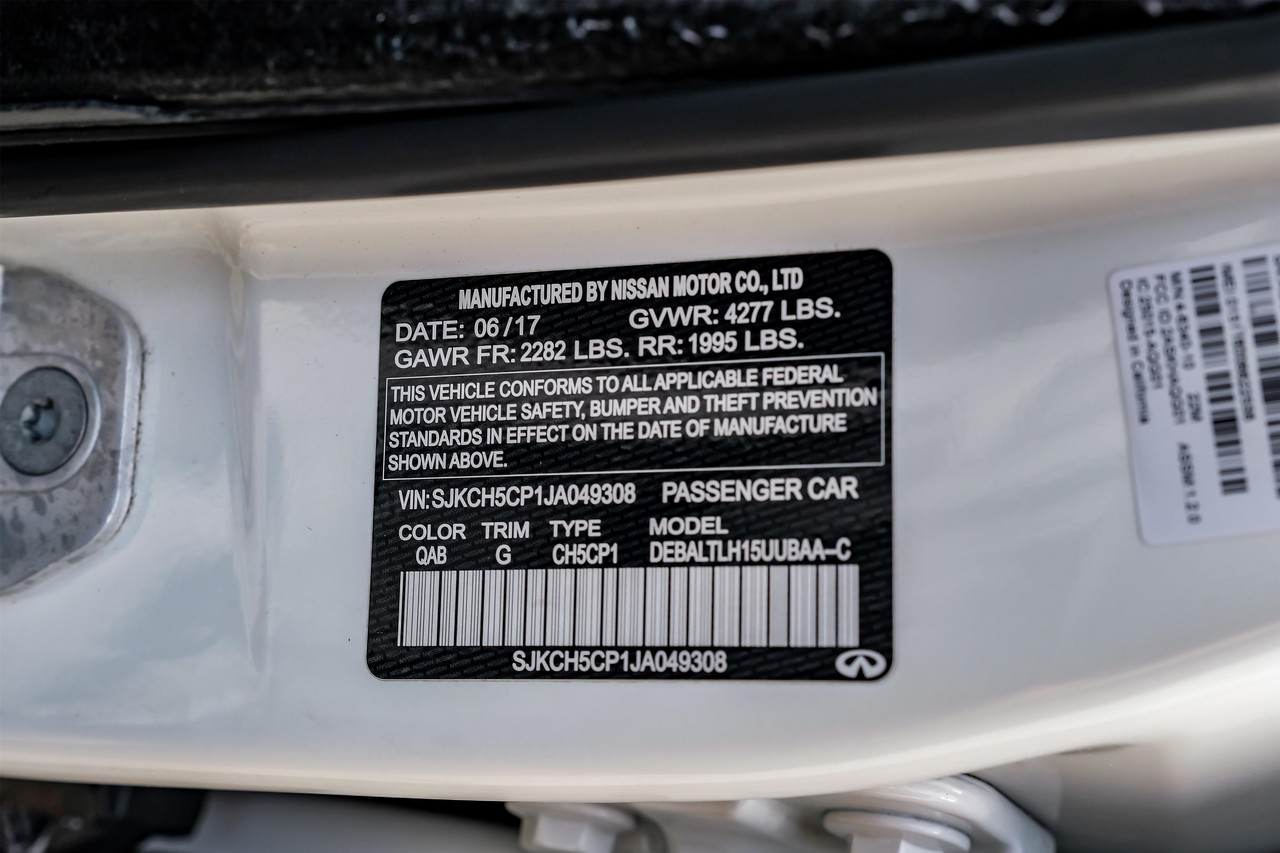 MANUFACTURED BY NISSAN MOTOR CO., LTD
DATE: 06/17 GVWR: 4277 LBS.
GAWR FR: 2282 LBS. RR: 1995 LBS.
THIS VEHICLE CONFORMS TO ALL APPLICABLE FEDERAL
MOTOR VEHICLE SAFETY, BUMPER AND THEFT PREVENTION
STANDARDS IN EFFECT ON THE DATE OF MANUFACTURE
SHOWN ABOVE.
VIN: SJKCH5CP1JA049308 PASSENGER CAR
COLOR TRIM TYPE MODEL
QAB G CH5CP1 DEBALTLH15UUBAA–C
SJKCH5CP1JA049308
Designed in California